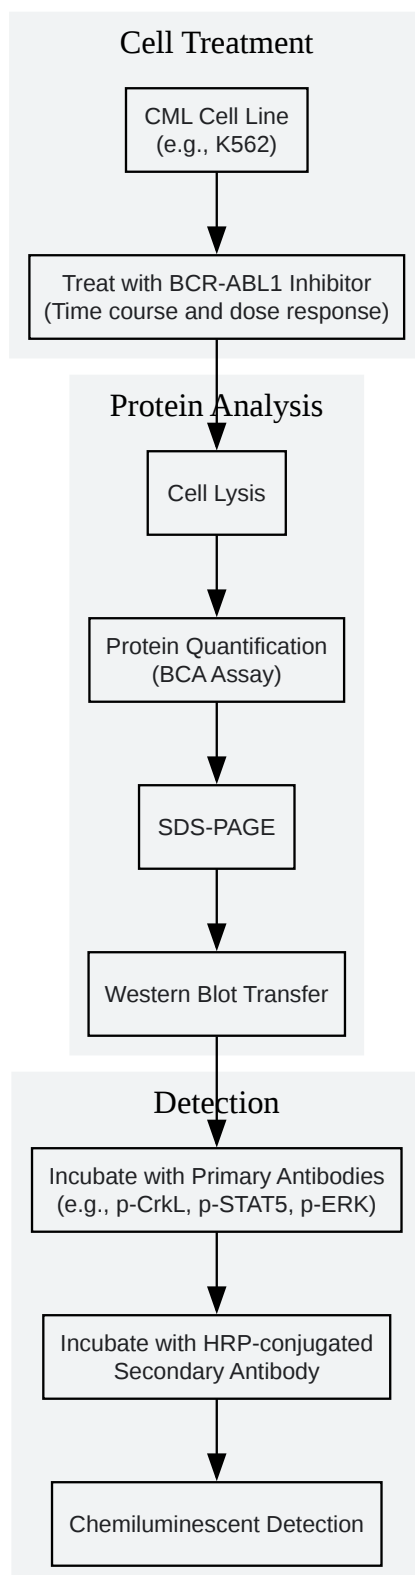 Cell Treatment
CML Cell Line
(e.g., K562)
Treat with BCR-ABL1 Inhibitor
(Time course and dose response)
Protein Analysis
Cell Lysis
Protein Quantification
(BCA Assay)
SDS-PAGE
Western Blot Transfer
Detection
Incubate with Primary Antibodies
(e.g., p-CrkL, p-STAT5, p-ERK)
Incubate with HRP-conjugated
Secondary Antibody
Chemiluminescent Detection